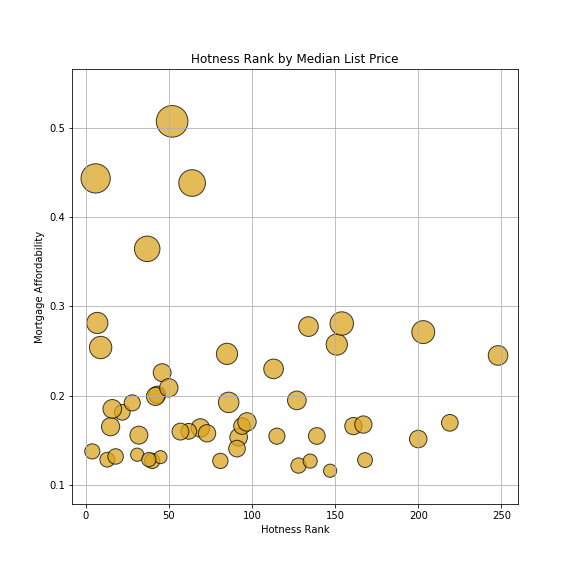 Hotness Rank by Median List Price
Mortgage Affordability
0.5
0.4
0.3
0.2
0.1
0 50 100 150 200 250
Hotness Rank